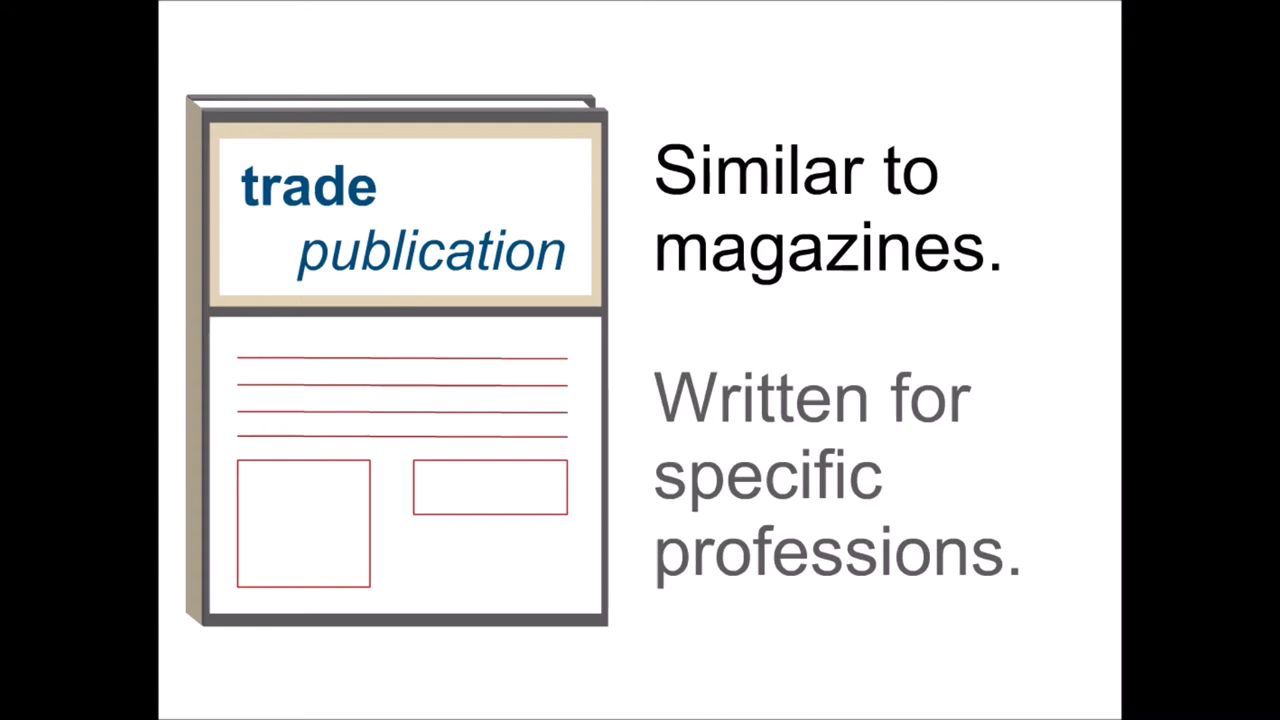 trade
publication
Similar to
magazines.
Written for
specific
professions.